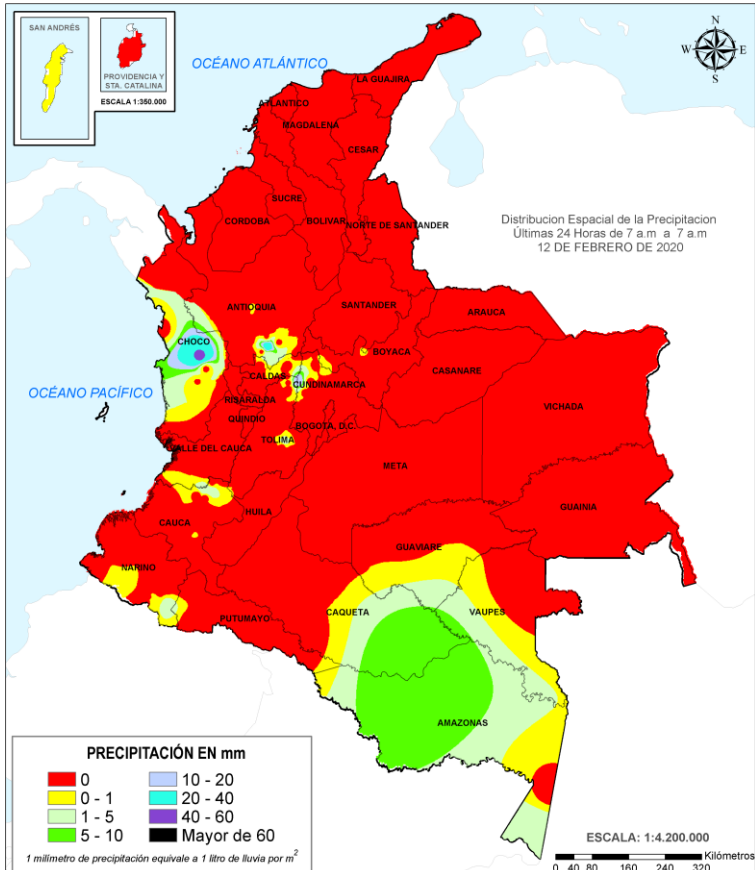 SAN ANDRÉS
PROVIDENCIA Y
STA. CATALINA
ESCALA 1:350.000
OCÉANO ATLÁNTICO
N
W
E
S
LA GUAJIRA
ATLANTICO
MAGDALENA
CESAR
SUCRE
CORDOBA
BOLIVAR
NORTE DE SANTANDER
Distribucion Espacial de la Precipitacion
Últimas 24 Horas de 7 a.m a 7 a.m
12 DE FEBRERO DE 2020
ANTIOQUIA
SANTANDER
ARAUCA
CHOCO
BOYACA
CASANARE
CALDAS
CUNDINAMARCA
OCÉANO PACÍFICO
RISARALDA
VICHADA
QUINDIO
BOGOTA, D.C.
TOLIMA
VALLE DEL CAUCA
META
GUAINIA
HUILA
CAUCA
GUAVIARE
NARIÑO
CAQUETA
VAUPES
PUTUMAYO
AMAZONAS
PRECIPITACIÓN EN mm
0
10 - 20
0 - 1
20 - 40
1 - 5
40 - 60
5 - 10
Mayor de 60
1 milímetro de precipitación equivale a 1 litro de lluvia por m²
ESCALA: 1:4.200.000
Kilómetros
0 40 80 160 240 320